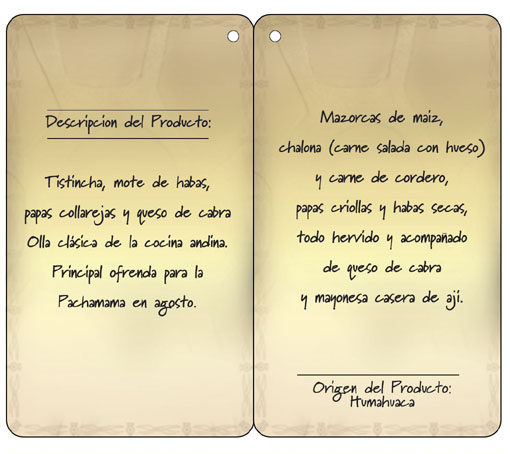 Descripcion del Producto:
Tistincha, mote de habas,
papas collarejas y queso de cabra
Olla clásica de la cocina andina.
Principal ofrenda para la
Pachamama en agosto.
Mazorcas de maiz,
chalona (carne salada con hueso)
y carne de cordero,
papas criollas y habas secas,
todo hervido y acompañado
de queso de cabra
y mayonesa casera de ají.
Origen del Producto:
Humahuaca